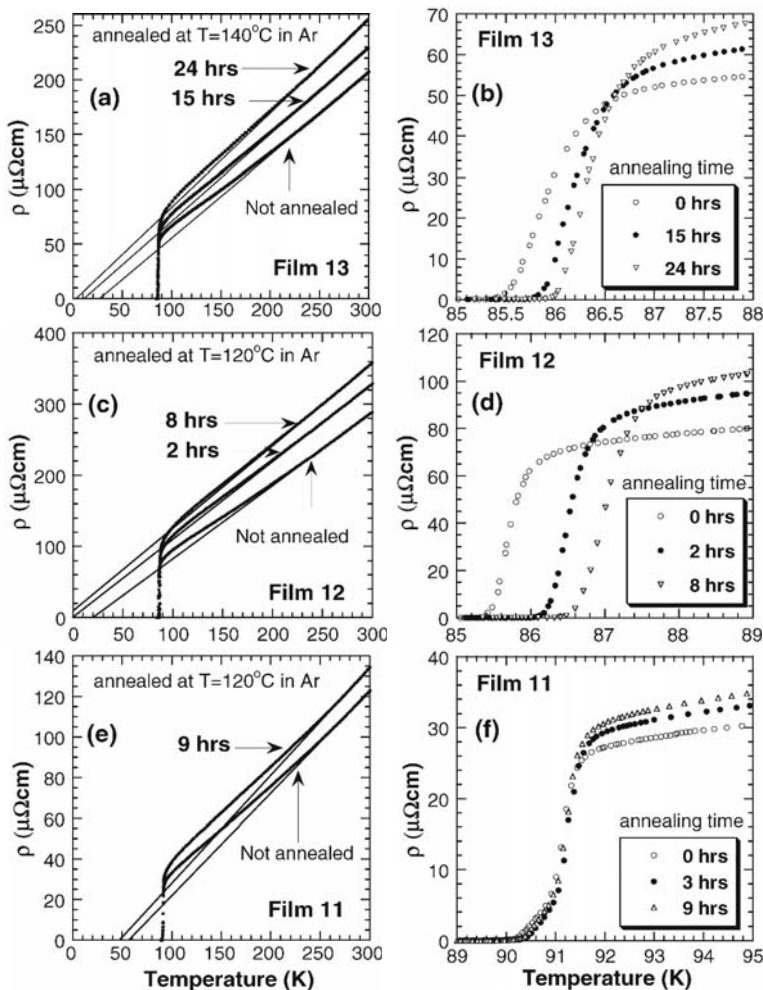 250
200
150
100
50
0
ρ (μΩcm)
annealed at T=140°C in Ar
24 hrs
15 hrs
(a)
Not annealed
Film 13
0 50 100 150 200 250 300
70
60
50
40
30
20
10
0
ρ (μΩcm)
Film 13
(b)
annealing time
0 hrs
15 hrs
24 hrs
85 85.5 86 86.5 87 87.5 88
400
300
200
100
0
ρ (μΩcm)
annealed at T=120°C in Ar
(c)
8 hrs
2 hrs
Not annealed
Film 12
0 50 100 150 200 250 300
120
100
80
60
40
20
0
ρ (μΩcm)
Film 12
(d)
annealing time
0 hrs
2 hrs
8 hrs
85 86 87 88 89
140
120
100
80
60
40
20
0
ρ (μΩcm)
annealed at T=120°C in Ar
(e)
9 hrs
Not annealed
Film 11
0 50 100 150 200 250 300
Temperature (K)
40
30
20
10
0
ρ (μΩcm)
Film 11
(f)
annealing time
0 hrs
3 hrs
9 hrs
89 90 91 92 93 94 95
Temperature (K)